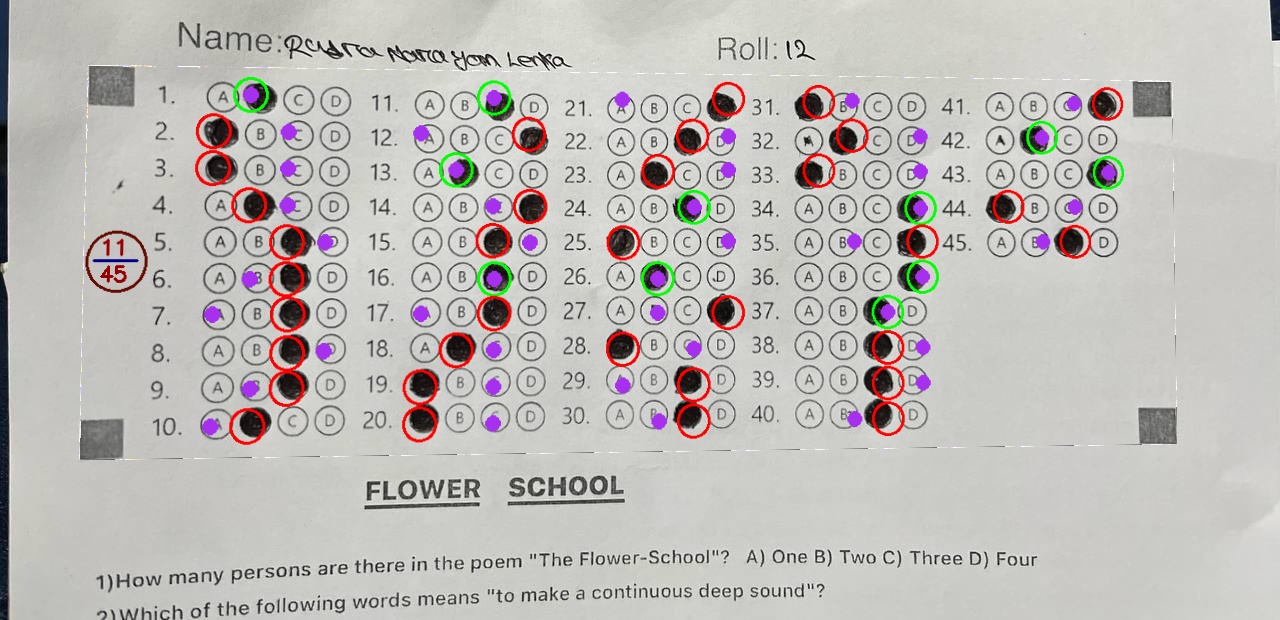 Name: Rudra Narayan Lenka Roll: 12
1. A C D 11. A B D 21. A B C 31. B C D 41. A B C
2. B C D 12. A B C 22. A B D 32. A C D 42. A C D
3. B C D 13. A C D 23. A B D 33. B C D 43. A B C
4. A C D 14. A B C 24. A B D 34. A B C 44. B C D
5. A B D 15. A B D 25. B C D 35. A B C 45. A B D
11
45
6. A B D 16. A B D 26. A C D 36. A B C
7. A B D 17. A B D 27. A B C 37. A B D
8. A B D 18. A C D 28. B C D 38. A B D
9. A B D 19. B C D 29. A B D 39. A B D
10. A C D 20. B C D 30. A B D 40. A B D
FLOWER SCHOOL
1)How many persons are there in the poem "The Flower-School"? A) One B) Two C) Three D) Four
2)Which of the following words means "to make a continuous deep sound"?